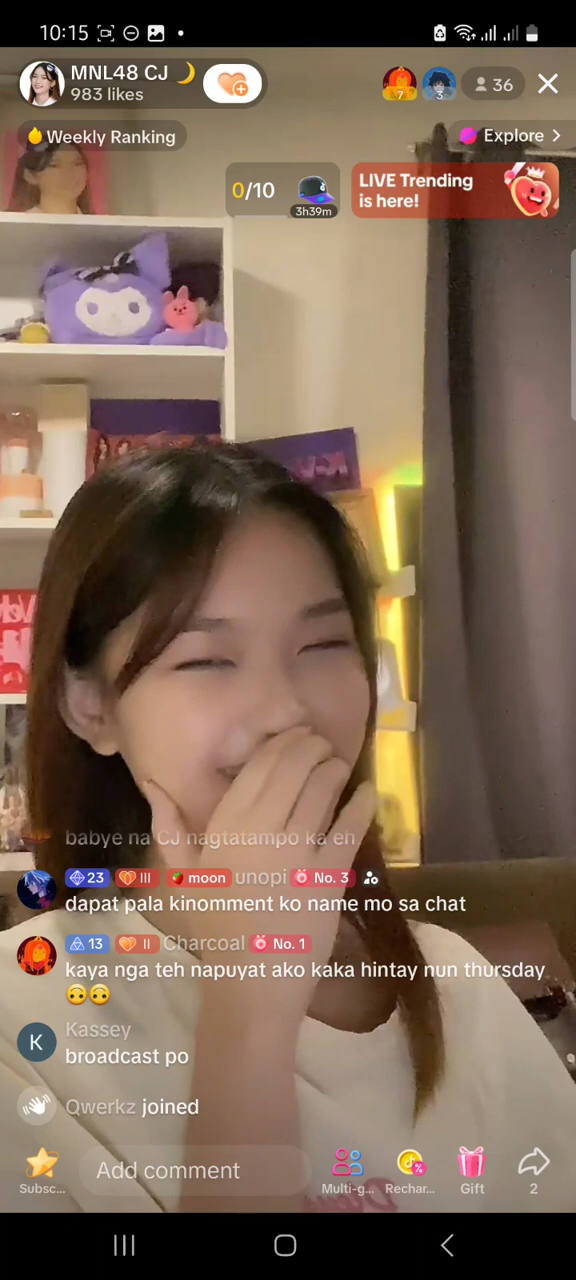 10:15
MNL48 CJ 🌙
983 likes
7
3
36
Weekly Ranking
Explore >
0/10
3h39m
LIVE Trending
is here!
babye na CJ nagtatampo ka eh
23 III moon unopi No. 3
dapat pala kinomment ko name mo sa chat
13 II Charcoal No. 1
kaya nga teh napuyat ako kaka hintay nun thursday
🙃🙃
K
Kassey
broadcast po
Qwerkz joined
Add comment
Subsc...
Multi-g...
Rechar...
Gift
2